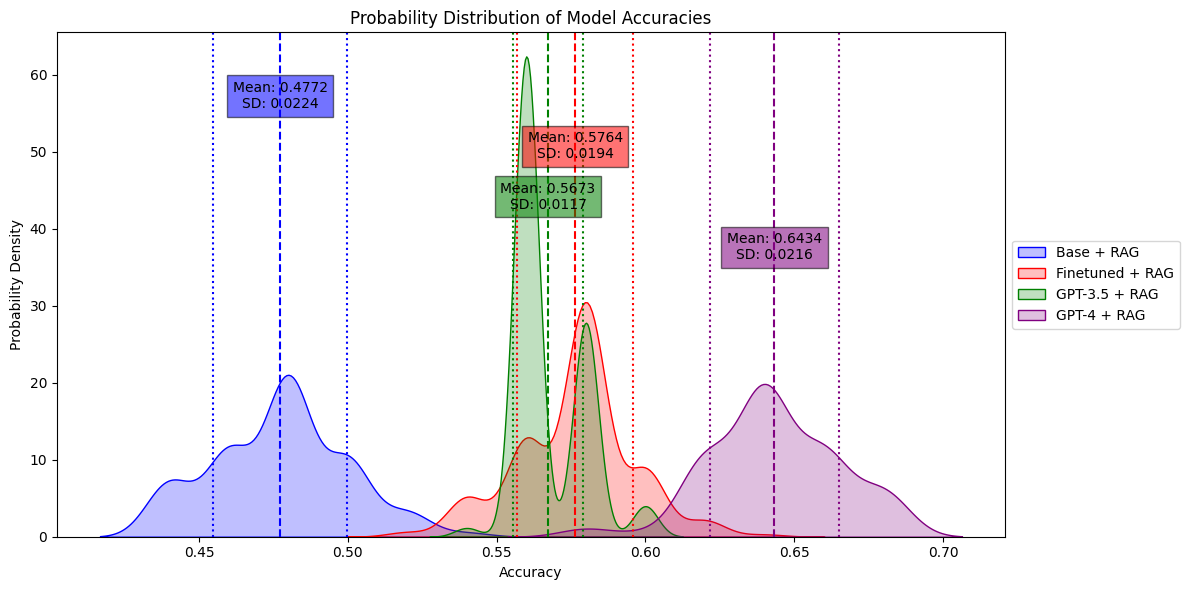 Probability Distribution of Model Accuracies
Probability Density
60
50
40
30
20
10
0
Mean: 0.4772
SD: 0.0224
Mean: 0.5764
SD: 0.0194
Mean: 0.5673
SD: 0.0117
Mean: 0.6434
SD: 0.0216
Base + RAG
Finetuned + RAG
GPT-3.5 + RAG
GPT-4 + RAG
0.45
0.50
0.55
0.60
0.65
0.70
Accuracy